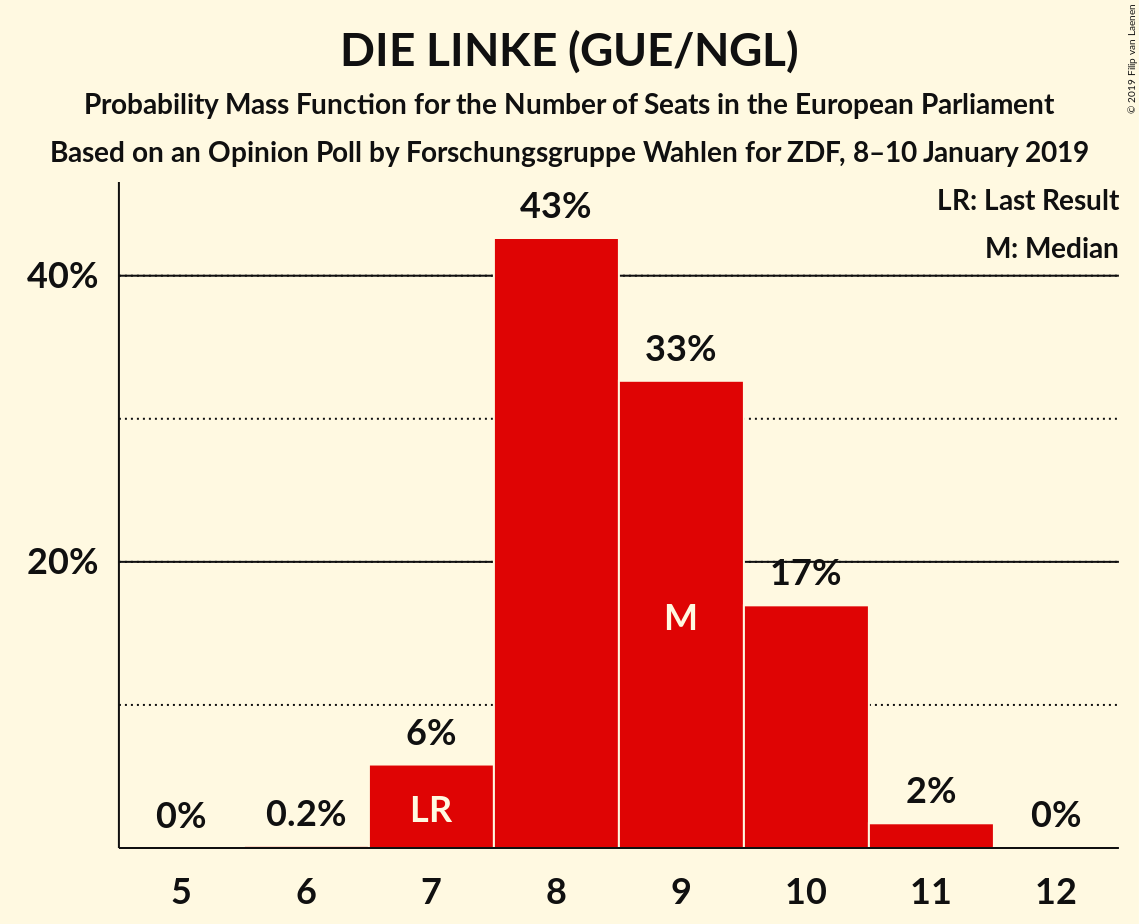 DIE LINKE (GUE/NGL)
Probability Mass Function for the Number of Seats in the European Parliament
Based on an Opinion Poll by Forschungsgruppe Wahlen for ZDF, 8–10 January 2019
© 2019 Filip van Laenen
LR: Last Result
M: Median
40%
20%
0%
0.2%
6%
43%
33%
17%
2%
0%
LR
M
5 6 7 8 9 10 11 12